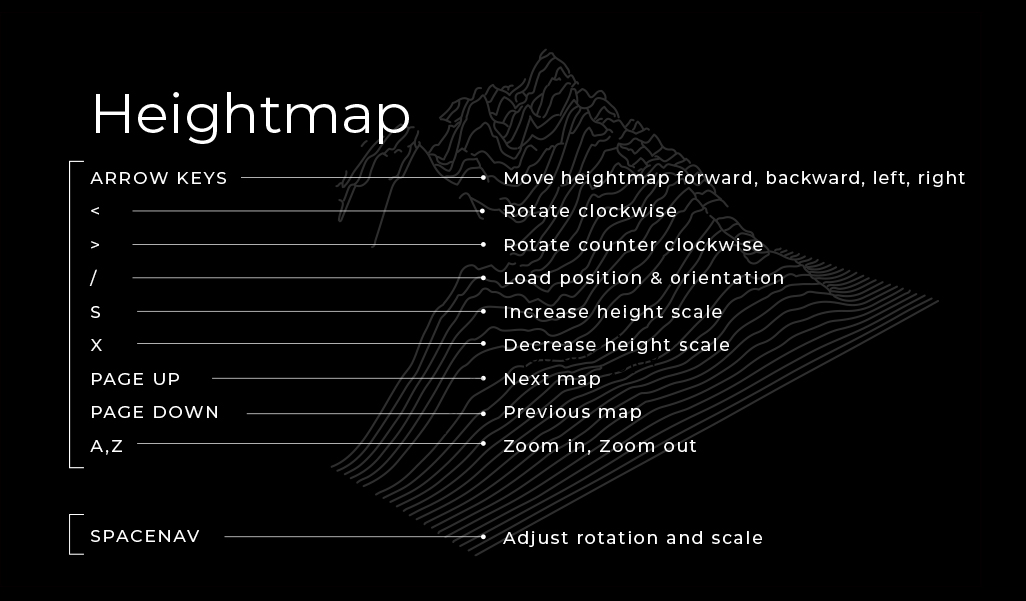 Heightmap
ARROW KEYS Move heightmap forward, backward, left, right
< Rotate clockwise
> Rotate counter clockwise
/ Load position & orientation
S Increase height scale
X Decrease height scale
PAGE UP Next map
PAGE DOWN Previous map
A,Z Zoom in, Zoom out
SPACENAV Adjust rotation and scale